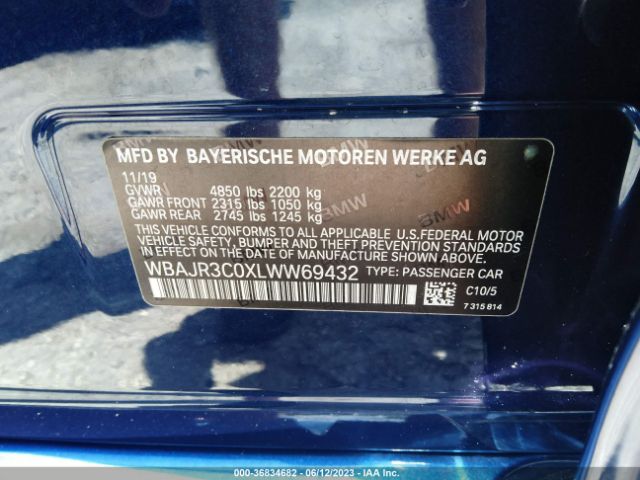 MFD BY BAYERISCHE MOTOREN WERKE AG
11/19
GVWR 4850 lbs 2200 kg
GAWR FRONT 2315 lbs 1050 kg
GAWR REAR 2745 lbs 1245 kg
THIS VEHICLE CONFORMS TO ALL APPLICABLE U.S.FEDERAL MOTOR
VEHICLE SAFETY, BUMPER AND THEFT PREVENTION STANDARDS
IN EFFECT ON THE DATE OF MANUFACTURE SHOWN ABOVE.
WBAJR3C0XLWW69432 TYPE: PASSENGER CAR
C10/5
7 315 814
BMW
BMW
BMW
000-36834682 - 06/12/2023 - IAA Inc.